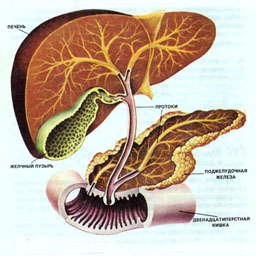 ПЕЧЕНЬ
ПРОТОКИ
ЖЕЛЧНЫЙ ПУЗЫРЬ
ПОДЖЕЛУДОЧНАЯ
ЖЕЛЕЗА
ДВЕНАДЦАТИПЕРСТНАЯ
КИШКА